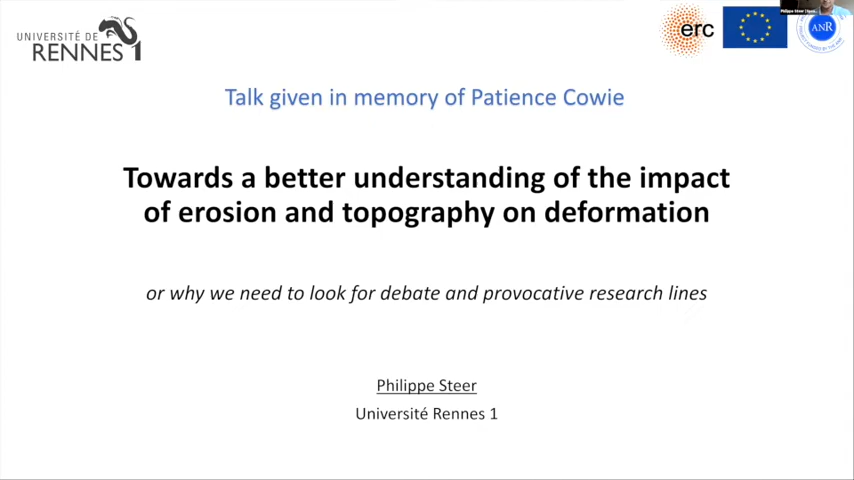 UNIVERSITÉ DE
RENNES 1
erc
ANR
Talk given in memory of Patience Cowie
Towards a better understanding of the impact
of erosion and topography on deformation
or why we need to look for debate and provocative research lines
Philippe Steer
Université Rennes 1